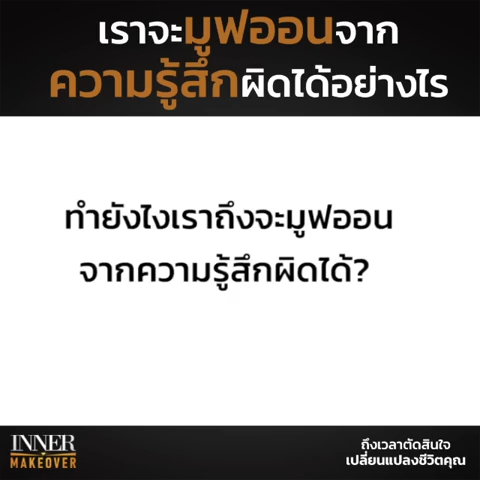 เราจะมูฟออนจาก
ความรู้สึกผิดได้อย่างไร
ทำยังไงเราถึงจะมูฟออน
จากความรู้สึกผิดได้?
INNER
MAKEOVER
ถึงเวลาตัดสินใจ
เปลี่ยนแปลงชีวิตคุณ